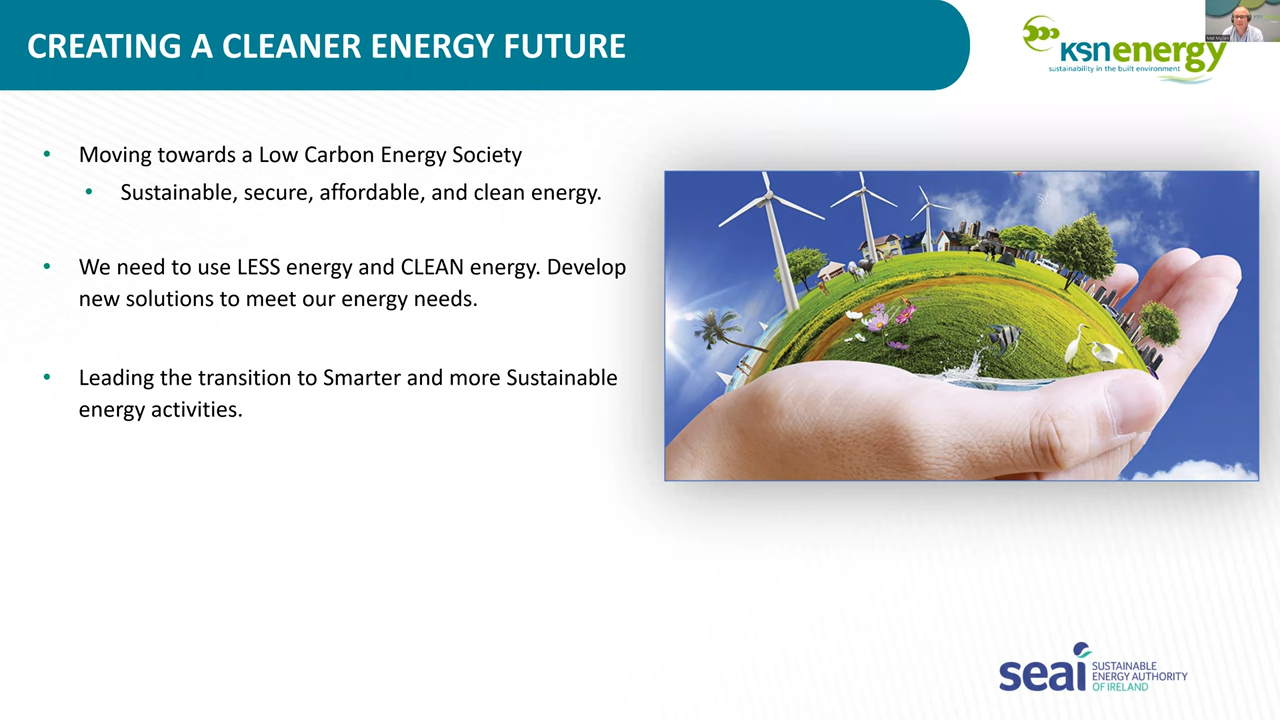 CREATING A CLEANER ENERGY FUTURE
ksnenergy
sustainability in the built environment
• Moving towards a Low Carbon Energy Society
• Sustainable, secure, affordable, and clean energy.
• We need to use LESS energy and CLEAN energy. Develop
new solutions to meet our energy needs.
• Leading the transition to Smarter and more Sustainable
energy activities.
seai
SUSTAINABLE
ENERGY AUTHORITY
OF IRELAND